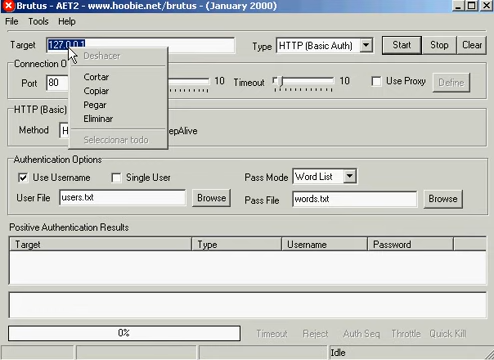 Brutus - AET2 - www.hoobie.net/brutus - (January 2000)
File Tools Help
Target 127.0.0.1 Type HTTP (Basic Auth) Start Stop Clear
Deshacer
Cortar
Copiar
Pegar
Eliminar
Seleccionar todo
Connection O
Port 80 10 Timeout 10 Use Proxy Define
HTTP (Basic)
Method H epAlive
Authentication Options
Use Username Single User Pass Mode Word List
User File users.txt Browse Pass File words.txt Browse
Positive Authentication Results
Target Type Username Password
0% Timeout Reject Auth Seq Throttle Quick Kill
Idle